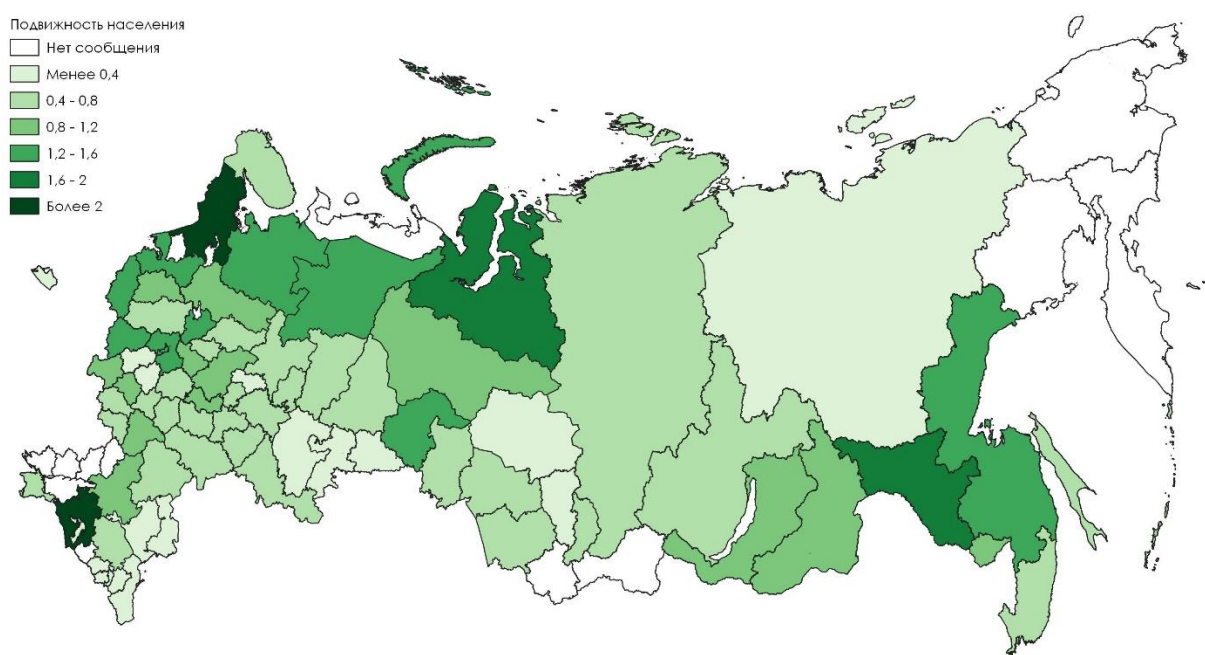 Подвижность населения
Нет сообщения
Менее 0,4
0,4 - 0,8
0,8 - 1,2
1,2 - 1,6
1,6 - 2
Более 2